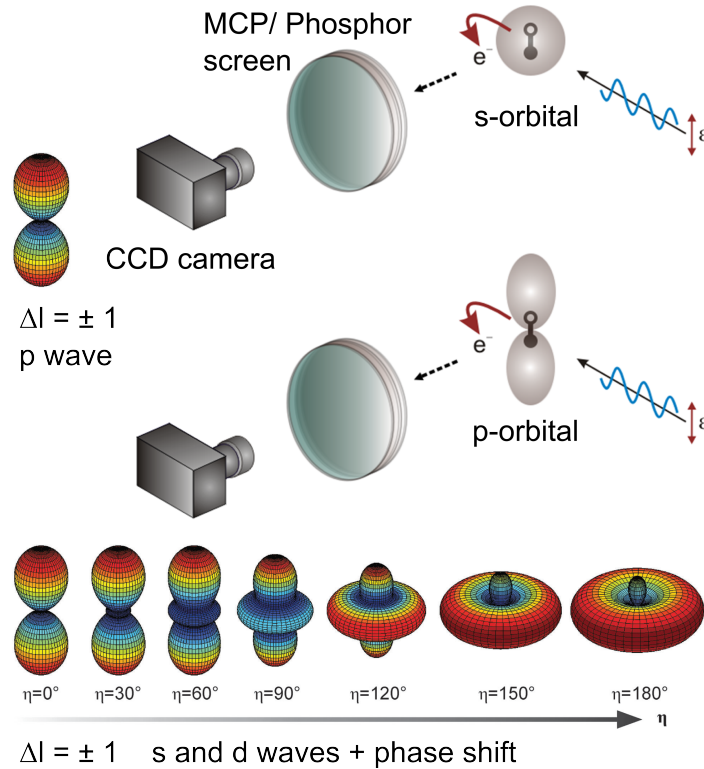 MCP/ Phosphor
screen
e⁻
s-orbital
ε
CCD camera
Δl = ± 1
p wave
e⁻
p-orbital
ε
η=0° η=30° η=60° η=90° η=120° η=150° η=180°
η
Δl = ± 1 s and d waves + phase shift